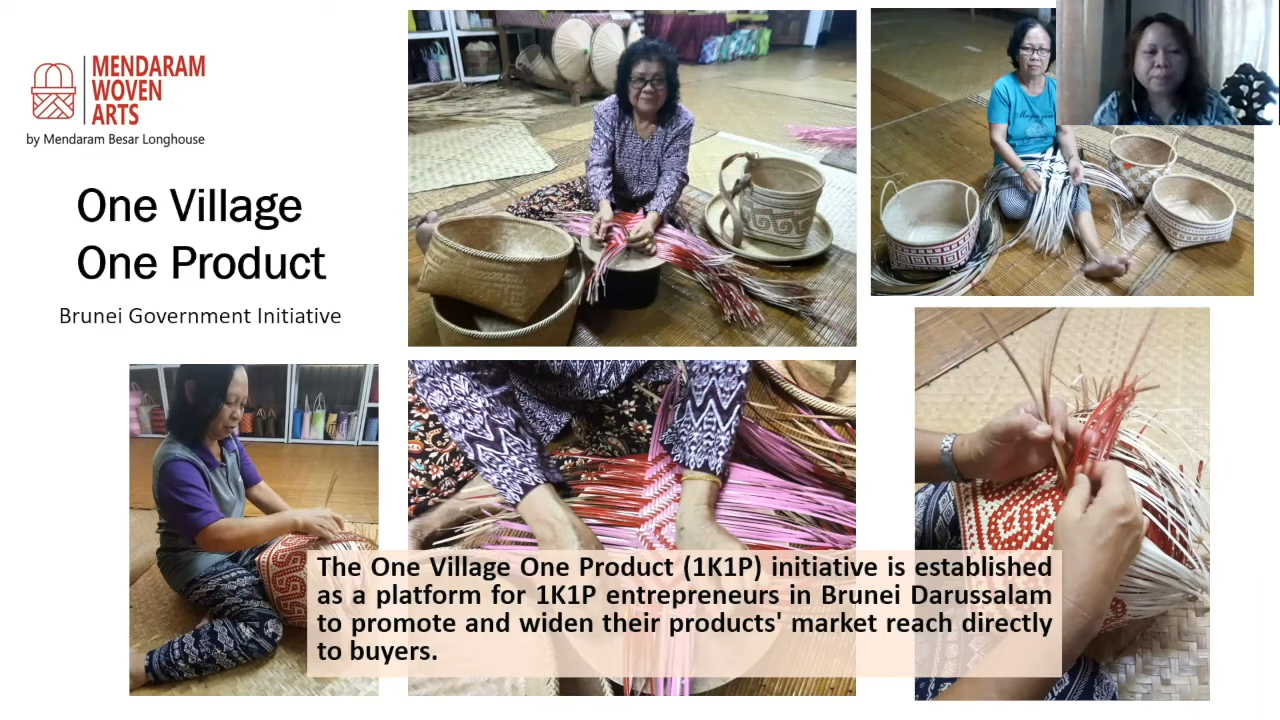 MENDARAM
WOVEN
ARTS
by Mendaram Besar Longhouse
One Village
One Product
Brunei Government Initiative
The One Village One Product (1K1P) initiative is established
as a platform for 1K1P entrepreneurs in Brunei Darussalam
to promote and widen their products' market reach directly
to buyers.